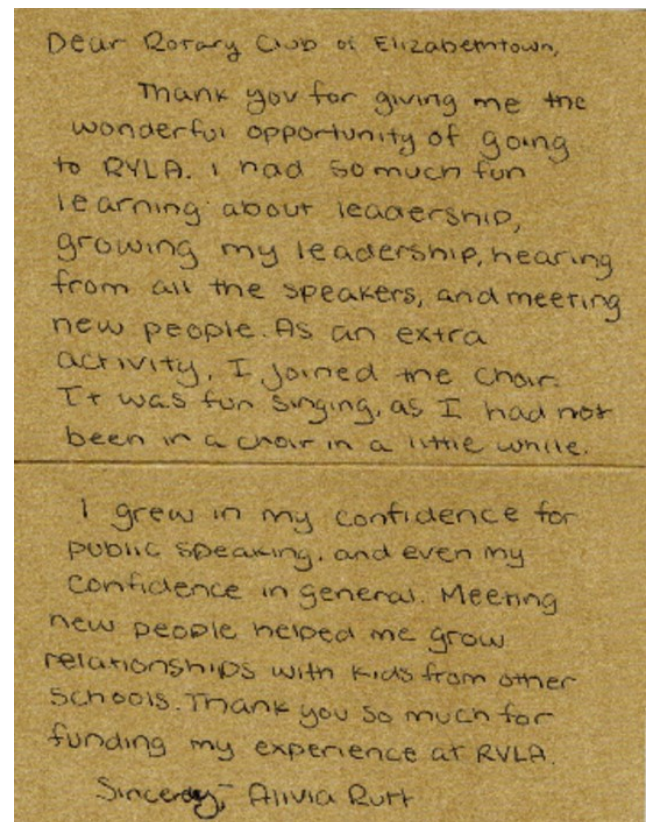 Dear Rotary Club of Elizabethtown,
Thank you for giving me the
wonderful opportunity of going
to RYLA. I had so much fun
learning about leadership,
growing my leadership, hearing
from all the speakers, and meeting
new people. As an extra
activity, I joined the choir.
It was fun singing, as I had not
been in a choir in a little while.
I grew in my confidence for
public speaking, and even my
confidence in general. Meeting
new people helped me grow
relationships with kids from other
schools. Thank you so much for
funding my experience at RYLA.
Sincerely, Alivia Rutt